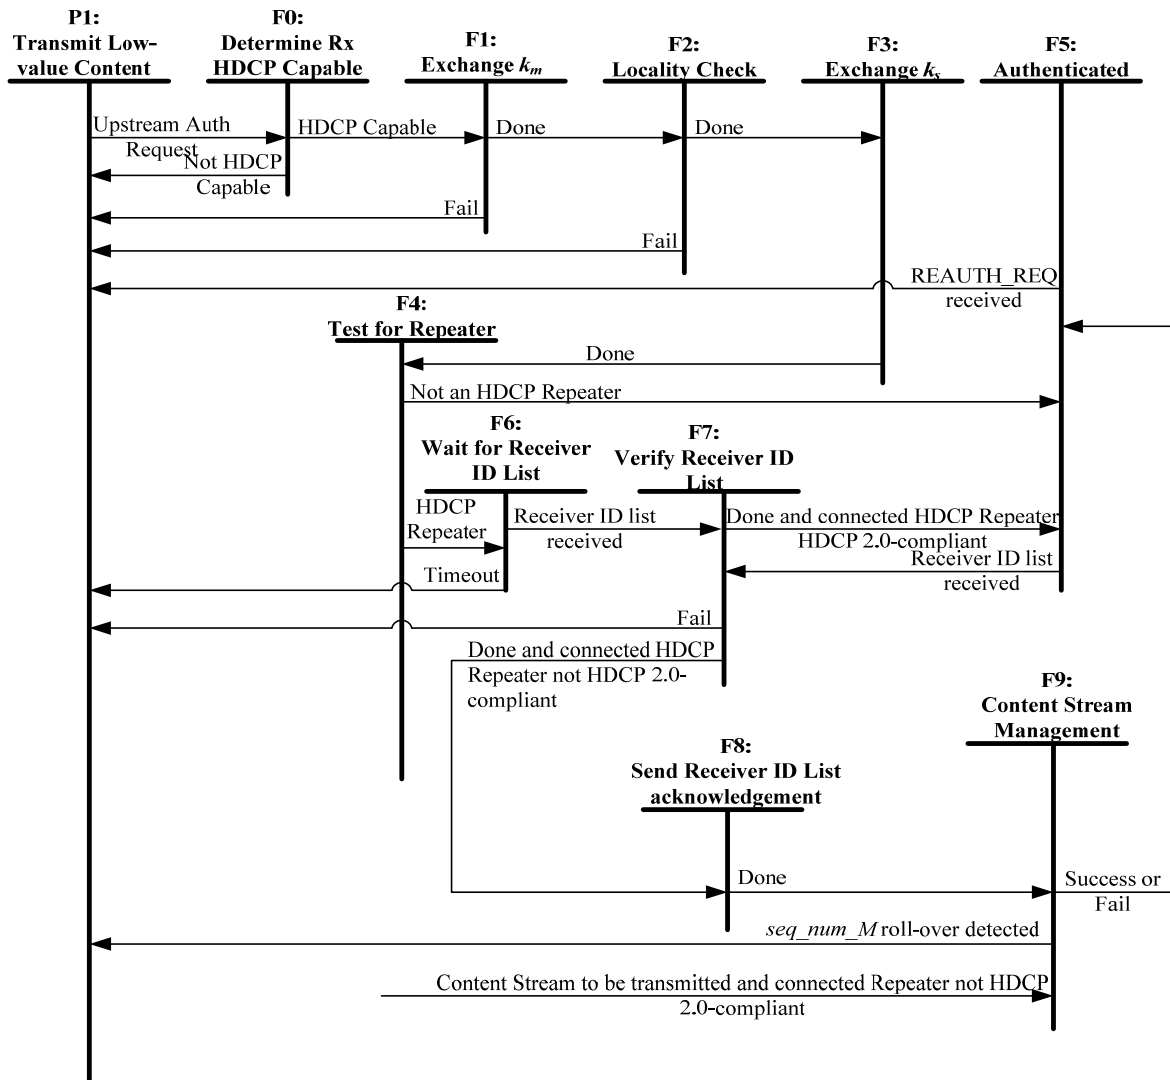 P1:
Transmit Low-
value Content
F0:
Determine Rx
HDCP Capable
F1:
Exchange km
F2:
Locality Check
F3:
Exchange ks
F5:
Authenticated
Upstream Auth
Request
HDCP Capable
Done
Done
Not HDCP
Capable
Fail
Fail
REAUTH_REQ
received
F4:
Test for Repeater
Done
Not an HDCP Repeater
F6:
Wait for Receiver
ID List
F7:
Verify Receiver ID
List
HDCP
Repeater
Receiver ID list
received
Done and connected HDCP Repeater
HDCP 2.0-compliant
Receiver ID list
received
Timeout
Fail
Done and connected HDCP
Repeater not HDCP 2.0-
compliant
F9:
Content Stream
Management
F8:
Send Receiver ID List
acknowledgement
Done
Success or
Fail
seq_num_M roll-over detected
Content Stream to be transmitted and connected Repeater not HDCP
2.0-compliant